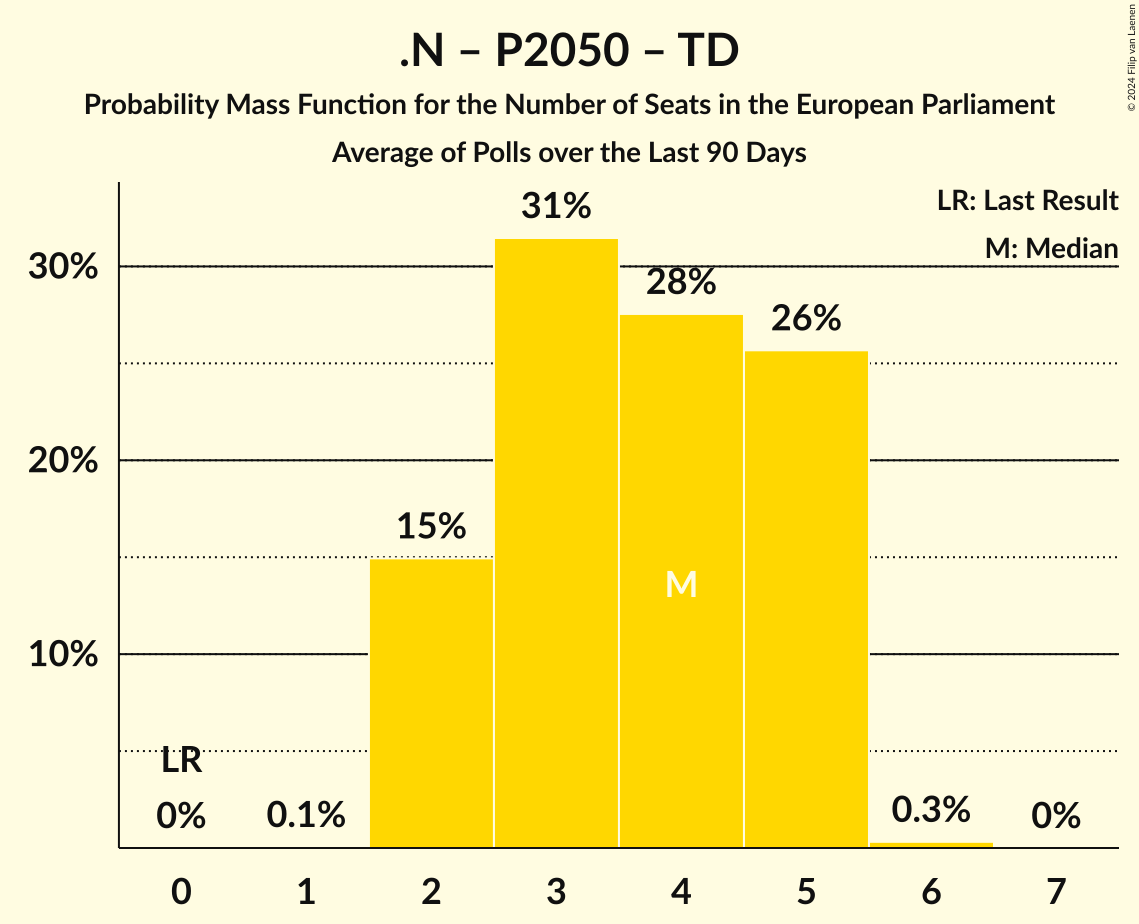 .N – P2050 – TD
Probability Mass Function for the Number of Seats in the European Parliament
Average of Polls over the Last 90 Days
© 2024 Filip van Laenen
LR: Last Result
M: Median
30%
20%
10%
31%
28%
26%
15%
M
LR
0%
0.1%
0.3%
0%
0 1 2 3 4 5 6 7